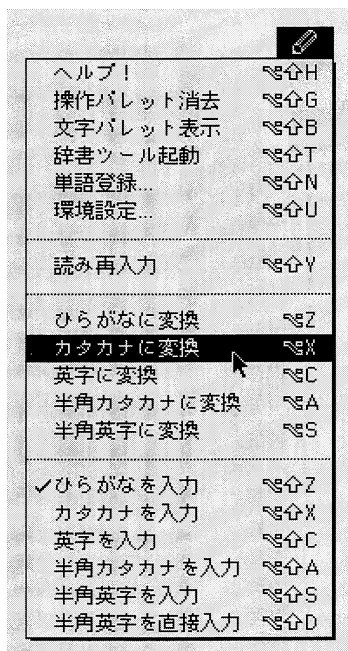 ヘルプ! ⌥⇧H
操作パレット消去 ⌥⇧G
文字パレット表示 ⌥⇧B
辞書ツール起動 ⌥⇧T
単語登録... ⌥⇧N
環境設定... ⌥⇧U
読み再入力 ⌥⇧Y
ひらがなに変換 ⌥Z
カタカナに変換 ⌥X
英字に変換 ⌥C
半角カタカナに変換 ⌥A
半角英字に変換 ⌥S
✓ひらがなを入力 ⌥⇧Z
カタカナを入力 ⌥⇧X
英字を入力 ⌥⇧C
半角カタカナを入力 ⌥⇧A
半角英字を入力 ⌥⇧S
半角英字を直接入力 ⌥⇧D